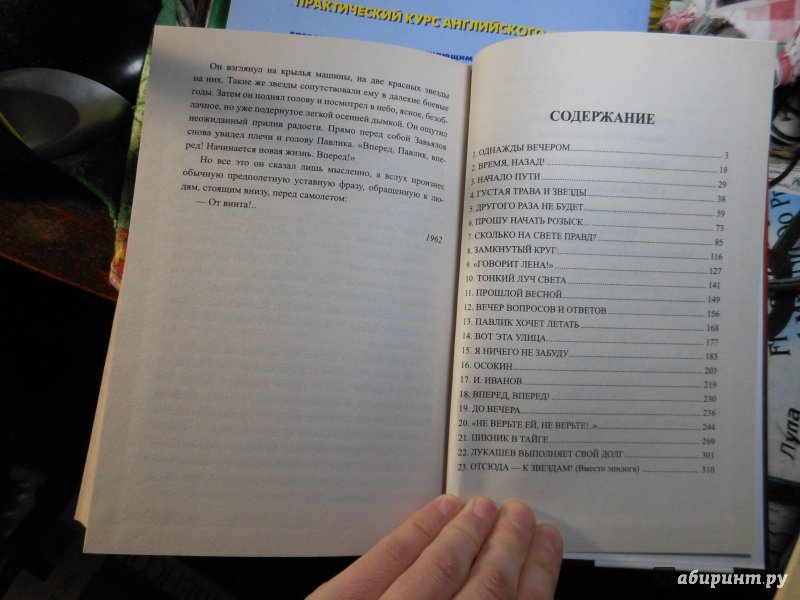 ПРАКТИЧЕСКИЙ КУРС АНГЛИЙСКОГО
Он взглянул на крылья машины, на две красных звезды
на них. Такие же звезды сопутствовали ему в далекие боевые
годы. Затем он поднял голову и посмотрел в небо, ясное, безоб-
лачное, но уже подернутое легкой осенней дымкой. Он ощутил
неожиданный прилив радости. Прямо перед собой Завьялов
снова увидел плечи и голову Павлика. «Вперед, Павлик, впе-
ред! Начинается новая жизнь. Вперед!»
Но все это он сказал лишь мысленно, а вслух произнес
обычную предполетную уставную фразу, обращенную к лю-
дям, стоящим внизу, перед самолетом:
— От винта!..
1962
СОДЕРЖАНИЕ
1. ОДНАЖДЫ ВЕЧЕРОМ 3
2. ВРЕМЯ, НАЗАД! 18
3. НАЧАЛО ПУТИ 29
4. ГУСТАЯ ТРАВА И ЗВЕЗДЫ 38
5. ДРУГОГО РАЗА НЕ БУДЕТ 59
6. ПРОШУ НАЧАТЬ РОЗЫСК... 73
7. СКОЛЬКО НА СВЕТЕ ПРАВД? 85
8. ЗАМКНУТЫЙ КРУГ 116
9. «ГОВОРИТ ЛЕНА!» 127
10. ТОНКИЙ ЛУЧ СВЕТА 141
11. ПРОШЛОЙ ВЕСНОЙ 149
12. ВЕЧЕР ВОПРОСОВ И ОТВЕТОВ 156
13. ПАВЛИК ХОЧЕТ ЛЕТАТЬ 168
14. ВОТ ЭТА УЛИЦА 177
15. Я НИЧЕГО НЕ ЗАБУДУ 183
16. ОСОКИН 203
17. И. ИВАНОВ 219
18. ВПЕРЕД, ВПЕРЕД! 230
19. ДО ВЕЧЕРА... 236
20. «НЕ ВЕРЬТЕ ЕЙ, НЕ ВЕРЬТЕ!..» 244
21. ПИКНИК В ТАЙГЕ 269
22. ЛУКАШЕВ ВЫПОЛНЯЕТ СВОЙ ДОЛГ 301
23. ОТСЮДА — К ЗВЕЗДАМ! (Вместо эпилога) 310
Лупа
абиринт.ру